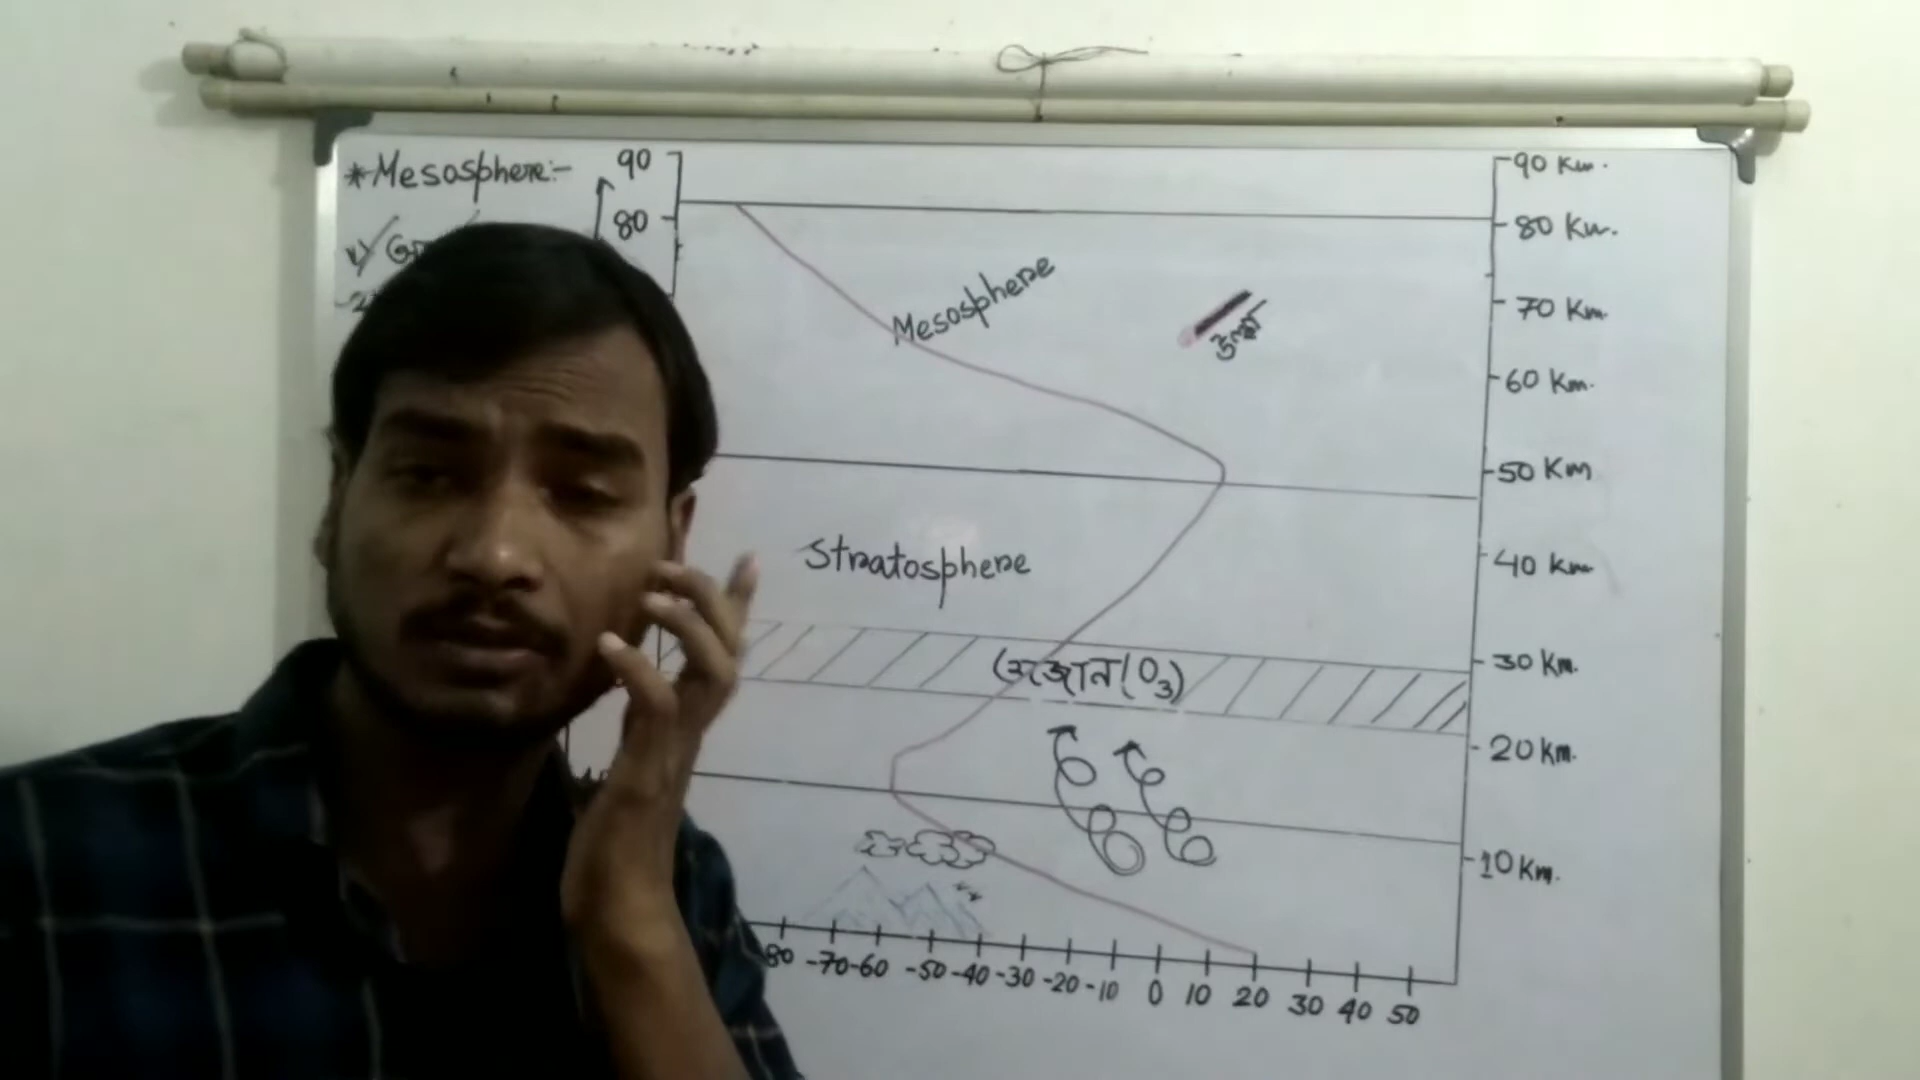 *Mesosphere:-
90
80
90 Km.
80 Km.
70 Km.
60 Km.
50 Km
40 Km
30 Km.
20 Km.
10 Km.
Mesosphere
উল্কা
Stratosphere
ওজোন (O3)
80 -70 -60 -50 -40 -30 -20 -10 0 10 20 30 40 50